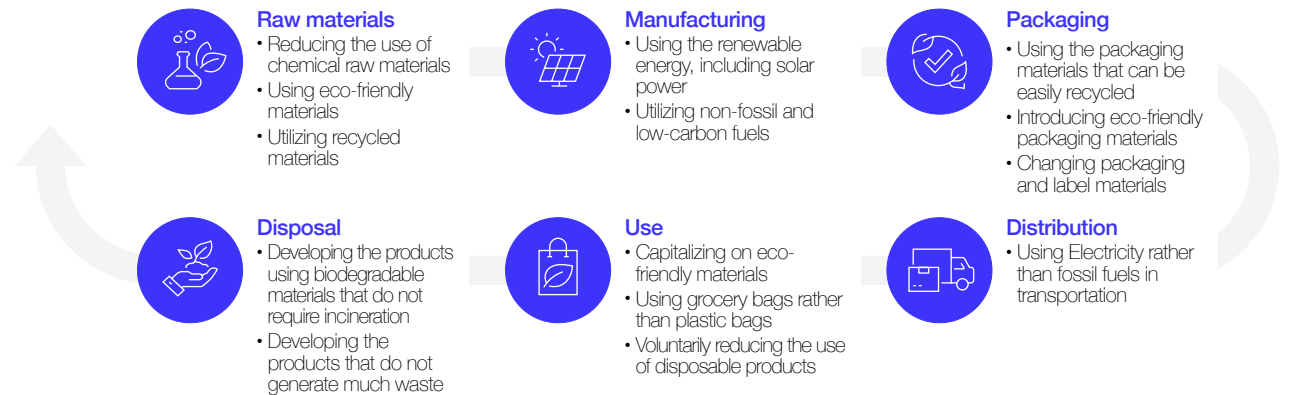 Raw materials
• Reducing the use of
chemical raw materials
• Using eco-friendly
materials
• Utilizing recycled
materials
Manufacturing
• Using the renewable
energy, including solar
power
• Utilizing non-fossil and
low-carbon fuels
Packaging
• Using the packaging
materials that can be
easily recycled
• Introducing eco-friendly
packaging materials
• Changing packaging
and label materials
Disposal
• Developing the products
using biodegradable
materials that do not
require incineration
• Developing the
products that do not
generate much waste
Use
• Capitalizing on eco-
friendly materials
• Using grocery bags rather
than plastic bags
• Voluntarily reducing the use
of disposable products
Distribution
• Using Electricity rather
than fossil fuels in
transportation